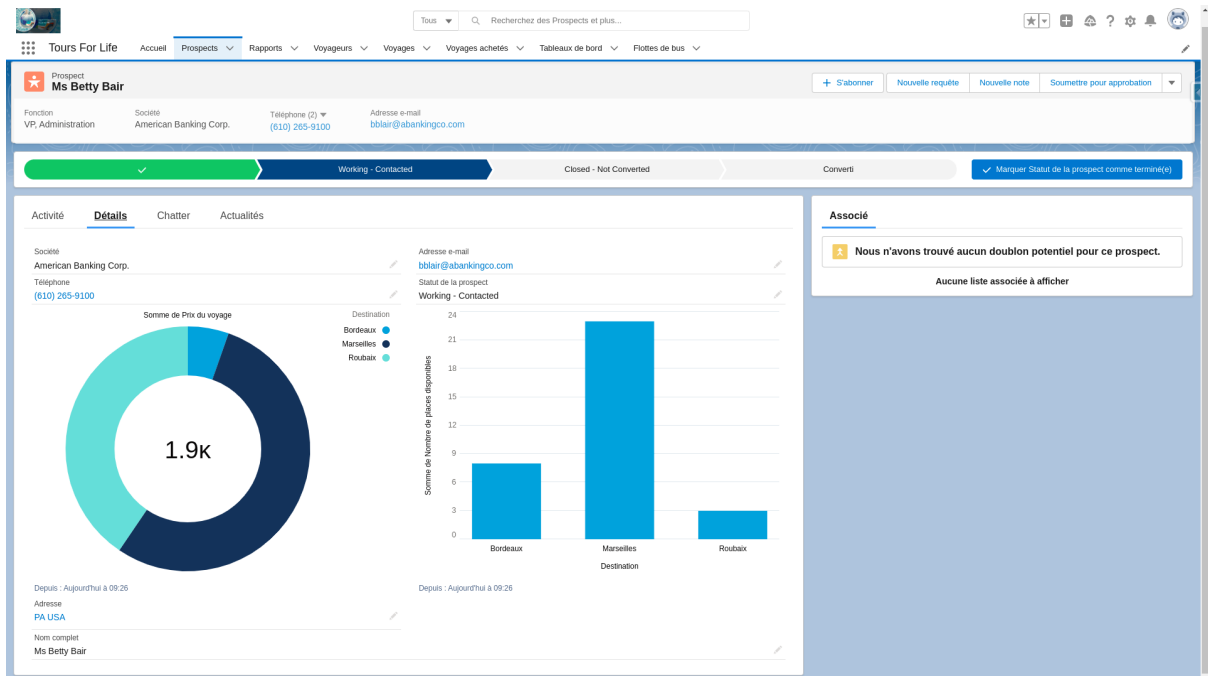 Tous
Recherchez des Prospects et plus...
Tours For Life
Accueil
Prospects
Rapports
Voyageurs
Voyages
Voyages achetés
Tableaux de bord
Flottes de bus
Prospect
Ms Betty Bair
S'abonner
Nouvelle requête
Nouvelle note
Soumettre pour approbation
Fonction
VP, Administration
Société
American Banking Corp.
Téléphone (2)
(610) 265-9100
Adresse e-mail
bblair@abankingco.com
Working - Contacted
Closed - Not Converted
Converti
Marquer Statut de la prospect comme terminé(e)
Activité
Détails
Chatter
Actualités
Société
American Banking Corp.
Adresse e-mail
bblair@abankingco.com
Téléphone
(610) 265-9100
Statut de la prospect
Working - Contacted
Somme de Prix du voyage
Destination
Bordeaux
Marseilles
Roubaix
1.9K
Somme de Nombre de places disponibles
24
21
18
15
12
9
6
3
0
Bordeaux
Marseilles
Roubaix
Destination
Depuis : Aujourd'hui à 09:26
Depuis : Aujourd'hui à 09:26
Adresse
PA USA
Nom complet
Ms Betty Bair
Associé
Nous n'avons trouvé aucun doublon potentiel pour ce prospect.
Aucune liste associée à afficher